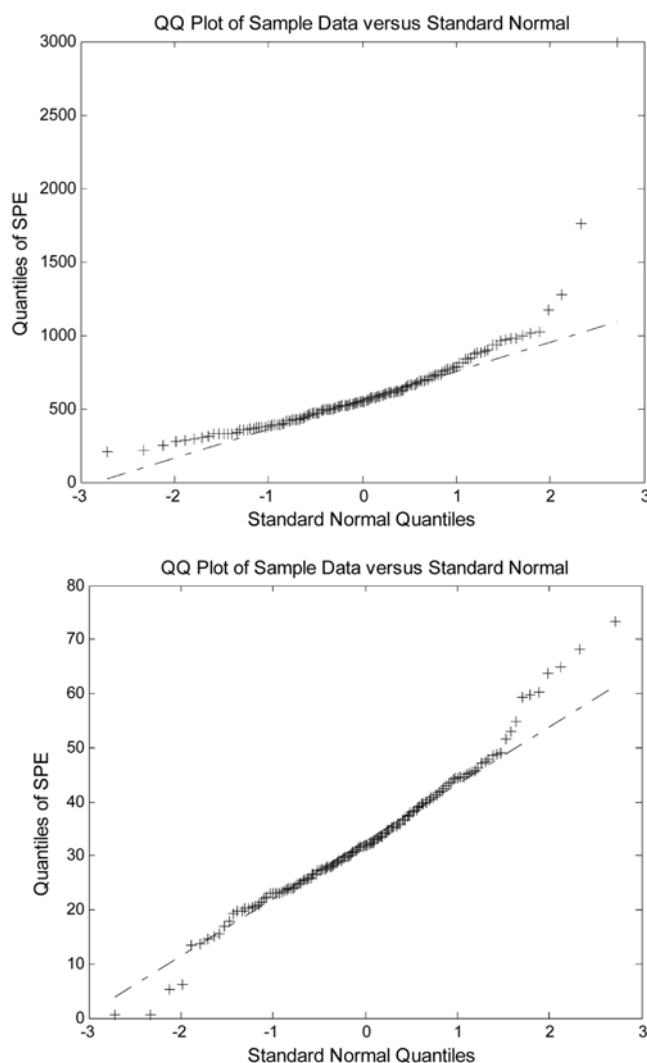 QQ Plot of Sample Data versus Standard Normal
3000
2500
2000
1500
1000
500
0
Quantiles of SPE
-3 -2 -1 0 1 2 3
Standard Normal Quantiles
QQ Plot of Sample Data versus Standard Normal
80
70
60
50
40
30
20
10
0
Quantiles of SPE
-3 -2 -1 0 1 2 3
Standard Normal Quantiles